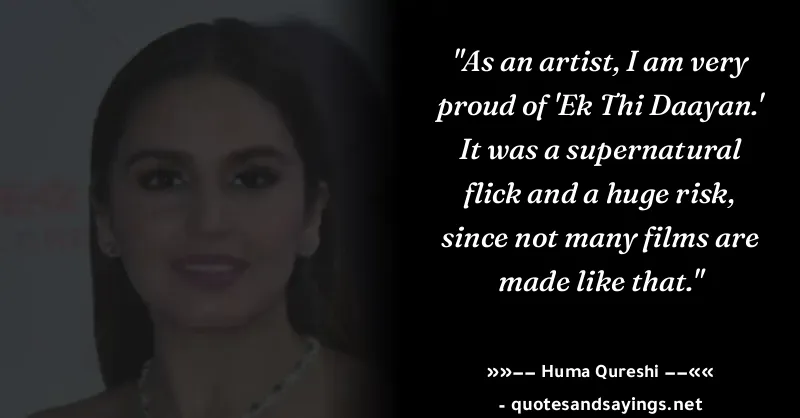 "As an artist, I am very
proud of 'Ek Thi Daayan.'
It was a supernatural
flick and a huge risk,
since not many films are
made like that."
»»–– Huma Qureshi ––««
- quotesandsayings.net